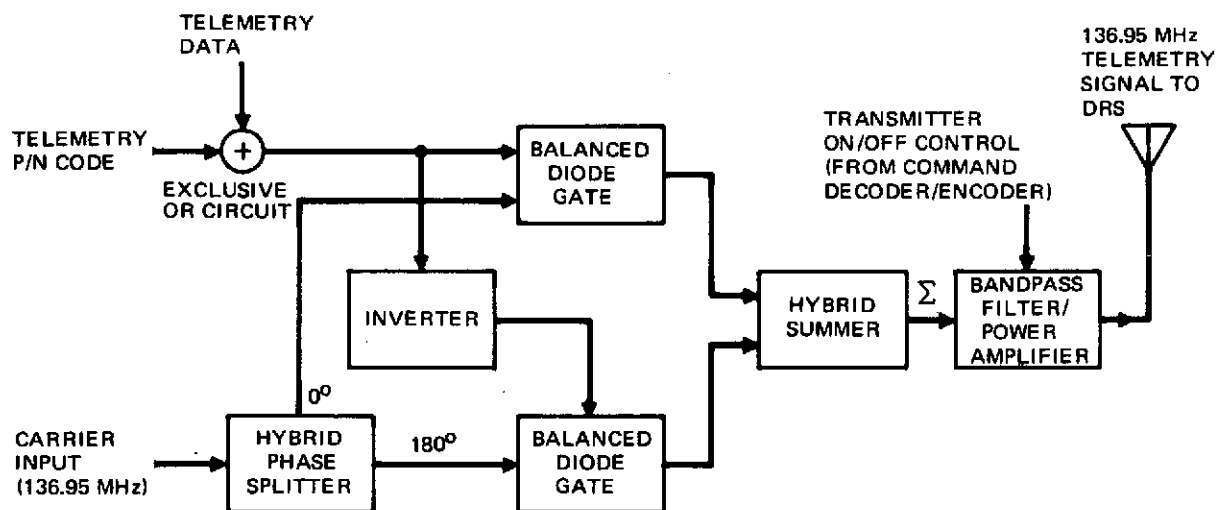 TELEMETRY
DATA
136.95 MHz
TELEMETRY
SIGNAL TO
DRS
TELEMETRY
P/N CODE
+
EXCLUSIVE
OR CIRCUIT
BALANCED
DIODE
GATE
TRANSMITTER
ON/OFF CONTROL
(FROM COMMAND
DECODER/ENCODER)
INVERTER
HYBRID
SUMMER
Σ
BANDPASS
FILTER/
POWER
AMPLIFIER
0⁰
CARRIER
INPUT
(136.95 MHz)
HYBRID
PHASE
SPLITTER
180⁰
BALANCED
DIODE
GATE